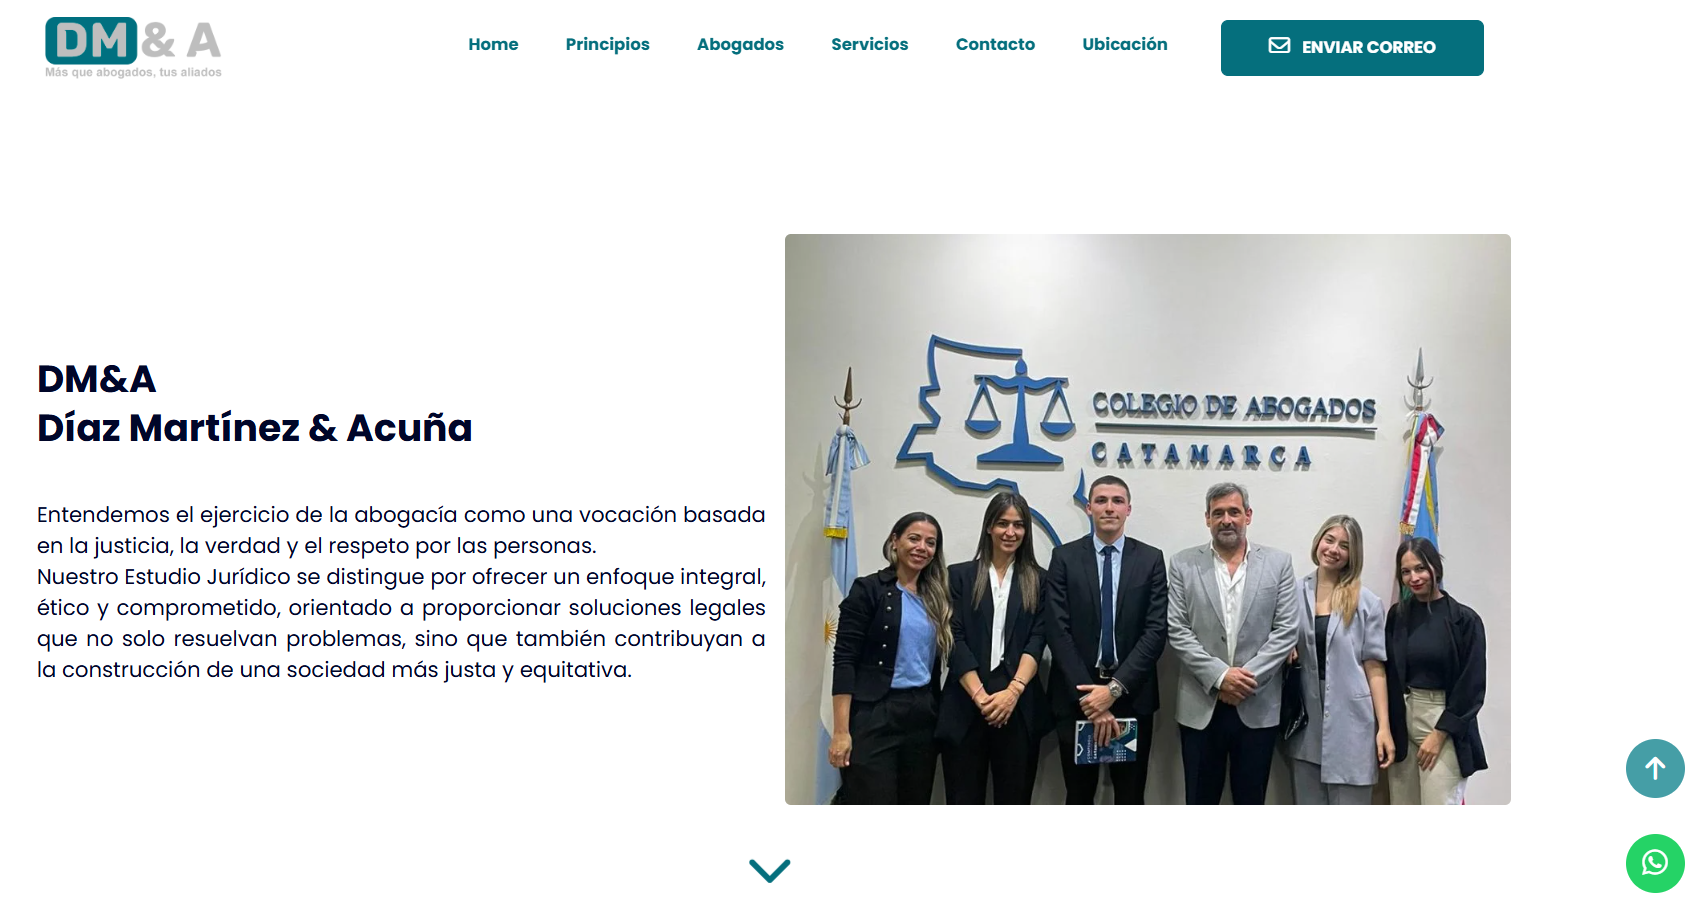 DM & A
Más que abogados, tus aliados
Home
Principios
Abogados
Servicios
Contacto
Ubicación
ENVIAR CORREO
DM&A
Díaz Martínez & Acuña
Entendemos el ejercicio de la abogacía como una vocación basada
en la justicia, la verdad y el respeto por las personas.
Nuestro Estudio Jurídico se distingue por ofrecer un enfoque integral,
ético y comprometido, orientado a proporcionar soluciones legales
que no solo resuelvan problemas, sino que también contribuyan a
la construcción de una sociedad más justa y equitativa.
COLEGIO DE ABOGADOS
CATAMARCA